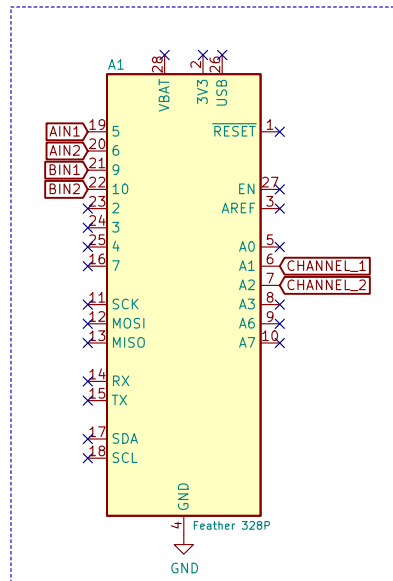 A1
28 2 26
VBAT 3V3 USB
AIN1 19 5 RESET 1
AIN2 20 6
BIN1 21 9
BIN2 22 10 EN 27
23 2 AREF 3
24 3
25 4 A0 5
16 7 A1 6 CHANNEL_1
A2 7 CHANNEL_2
11 SCK A3 8
12 MOSI A6 9
13 MISO A7 10
14 RX
15 TX
17 SDA
18 SCL
GND
4 Feather 328P
GND